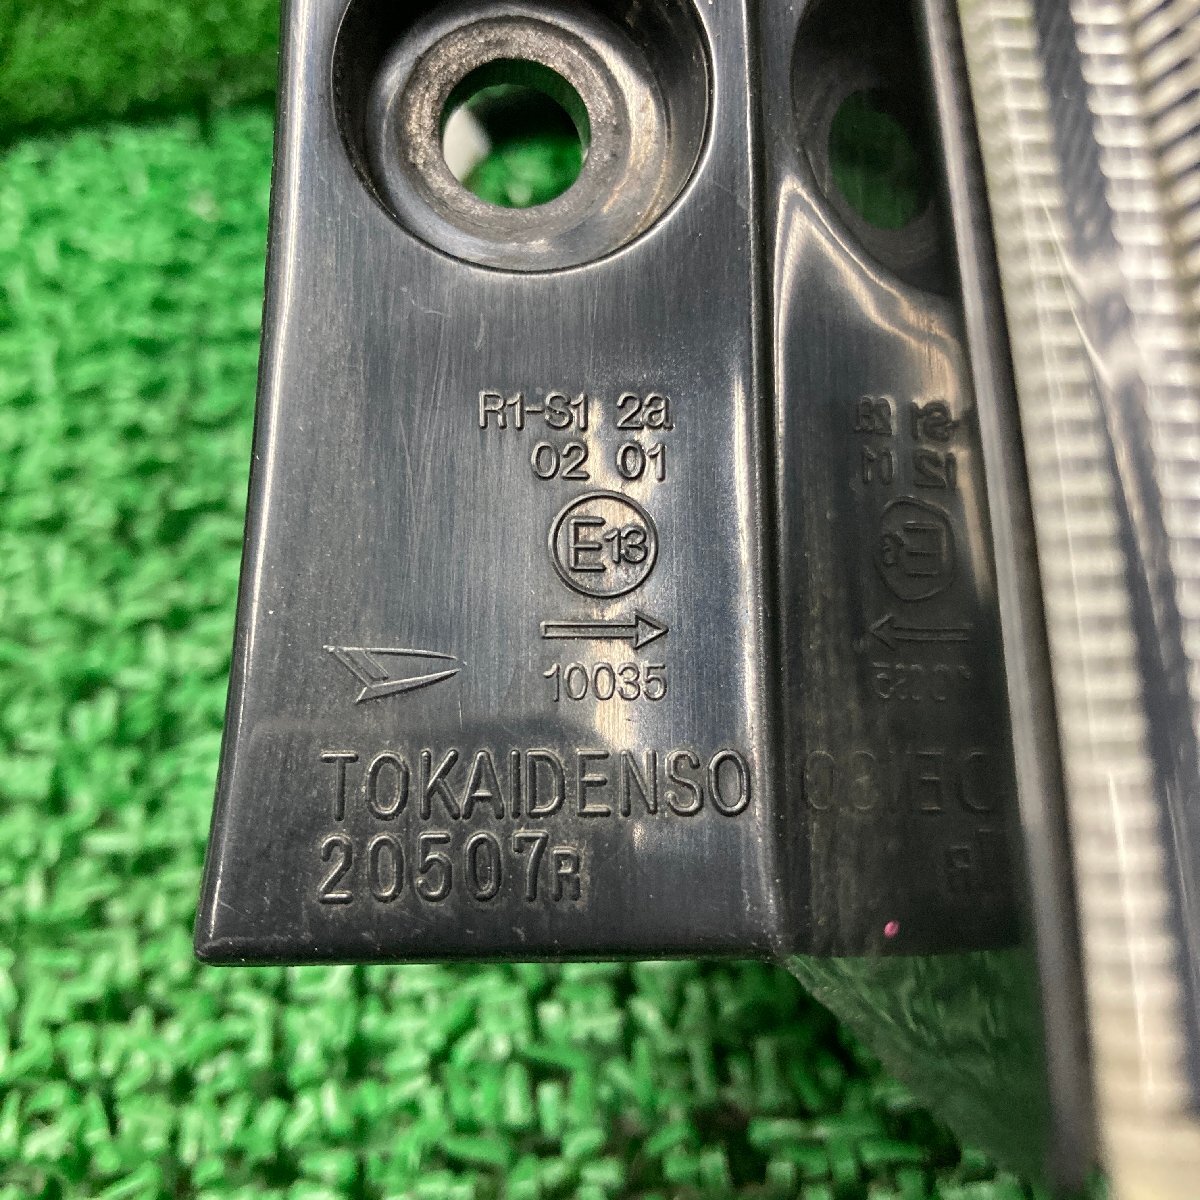 R1-S1 2a
02 01
E13
→
10035
TOKAIDENSO
20507R